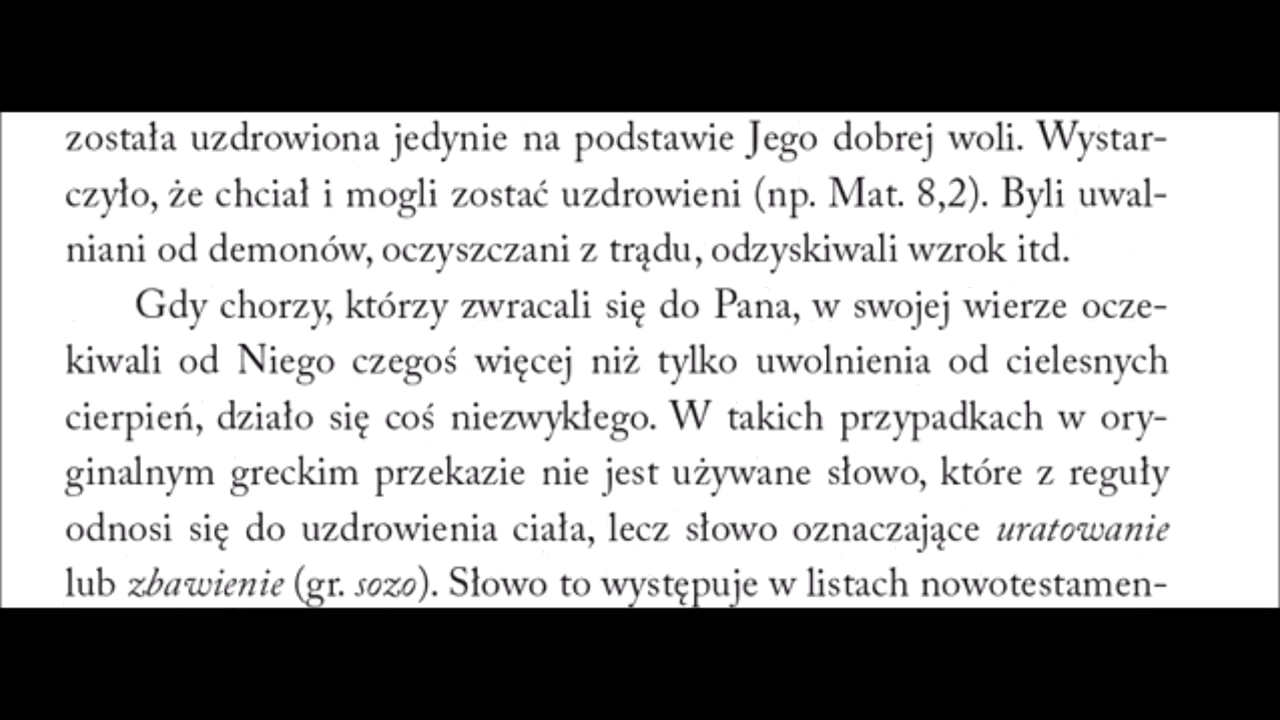 została uzdrowiona jedynie na podstawie Jego dobrej woli. Wystar-
czyło, że chciał i mogli zostać uzdrowieni (np. Mat. 8,2). Byli uwal-
niani od demonów, oczyszczani z trądu, odzyskiwali wzrok itd.
Gdy chorzy, którzy zwracali się do Pana, w swojej wierze ocze-
kiwali od Niego czegoś więcej niż tylko uwolnienia od cielesnych
cierpień, działo się coś niezwykłego. W takich przypadkach w ory-
ginalnym greckim przekazie nie jest używane słowo, które z reguły
odnosi się do uzdrowienia ciała, lecz słowo oznaczające uratowanie
lub zbawienie (gr. sozo). Słowo to występuje w listach nowotestamen-